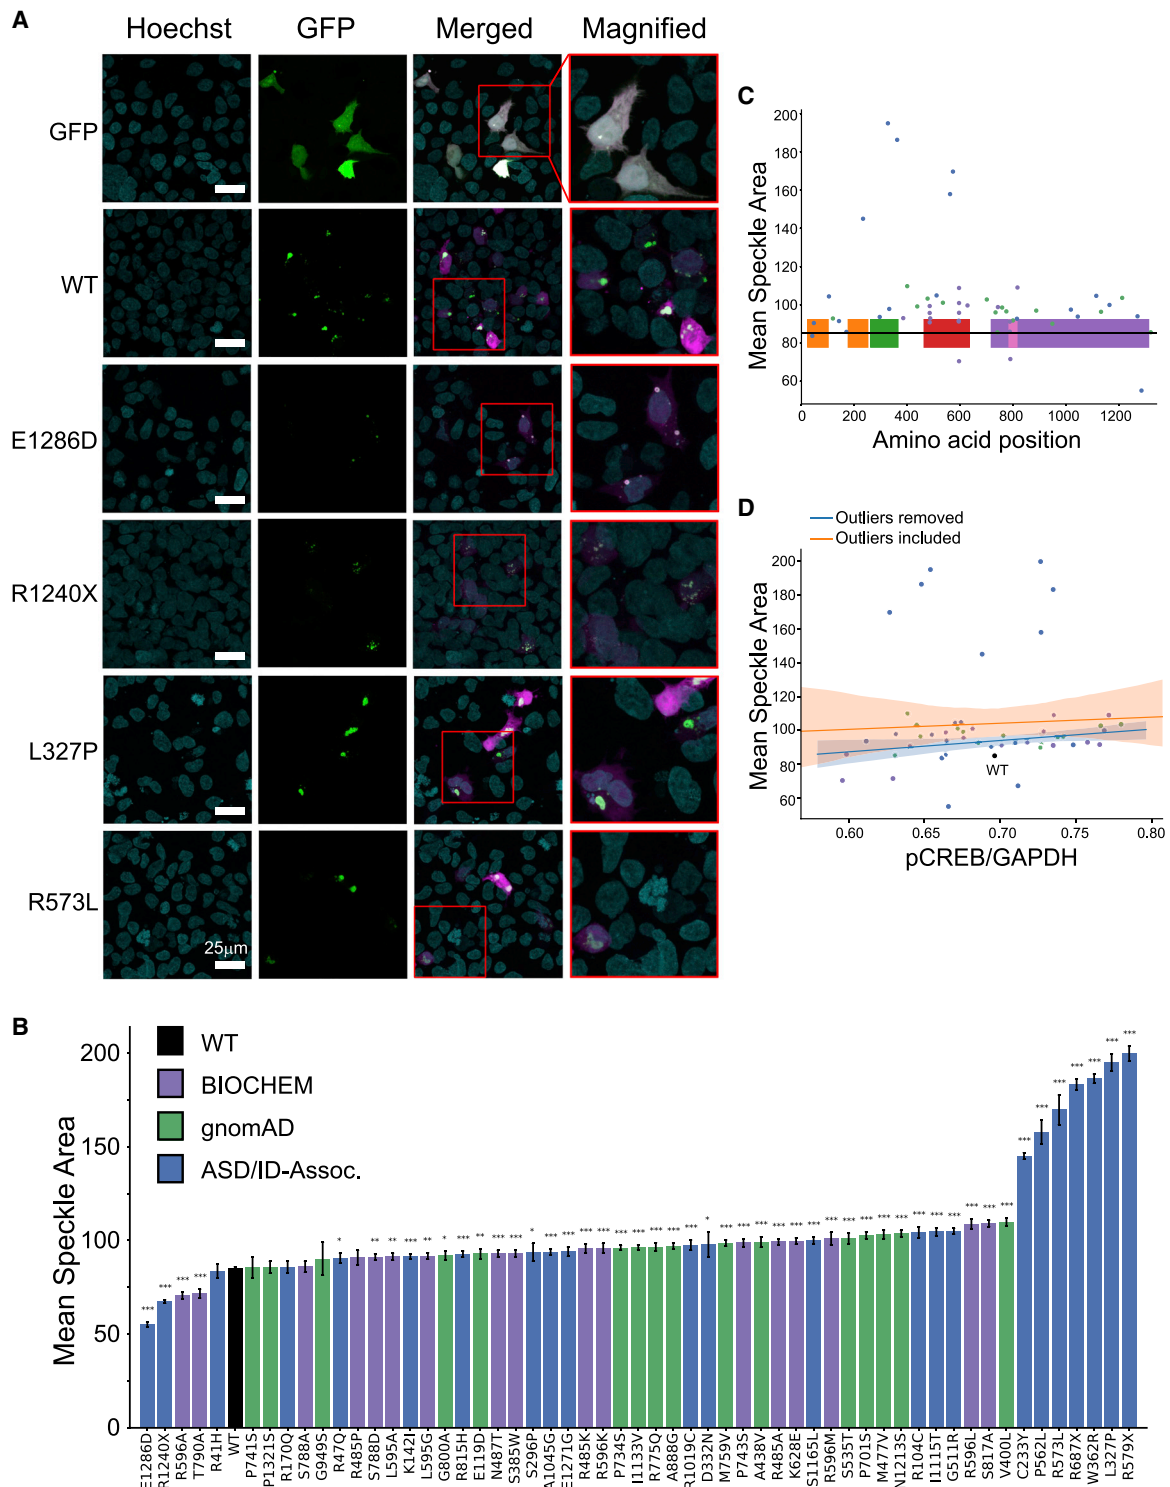 A
Hoechst GFP Merged Magnified
GFP
WT
E1286D
R1240X
L327P
R573L
25μm
C
Mean Speckle Area
200
180
160
140
120
100
80
60
0 200 400 600 800 1000 1200
Amino acid position
D
Outliers removed
Outliers included
Mean Speckle Area
200
180
160
140
120
100
80
60
WT
0.60 0.65 0.70 0.75 0.80
pCREB/GAPDH
B
WT
BIOCHEM
gnomAD
ASD/ID-Assoc.
Mean Speckle Area
200
150
100
50
0
*** *** *** *** * ** ** *** ** * *** ** *** *** * *** *** *** *** *** *** *** *** *** * *** *** *** *** *** *** *** *** *** *** *** *** *** *** *** *** *** *** *** *** *** *** *** ***
E1286D R1240X R596A T790A R41H WT P741S P1321S R170Q S788A G949S R47Q R485P S788D L595A K142I L595G G800A R815H E119D N487T S385W S296P A1045G E1271G R485K R596K P734S I1133V R775Q A888G R1019C D332N M759V P743S A438V R485A K628E S1165L R596M S535T P701S M477V N1213S R104C I1115T G511R R596L S817A V400L C233Y P562L R573L R687X W362R L327P R579X